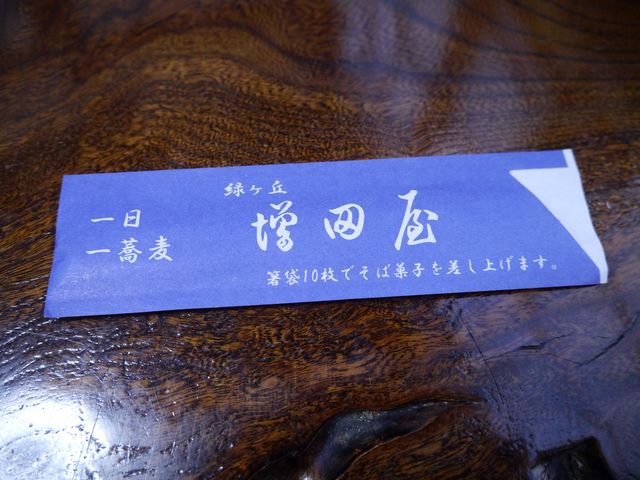 緑ヶ丘
増田屋
一日
一蕎麦
箸袋10枚でそば菓子を差し上げます。